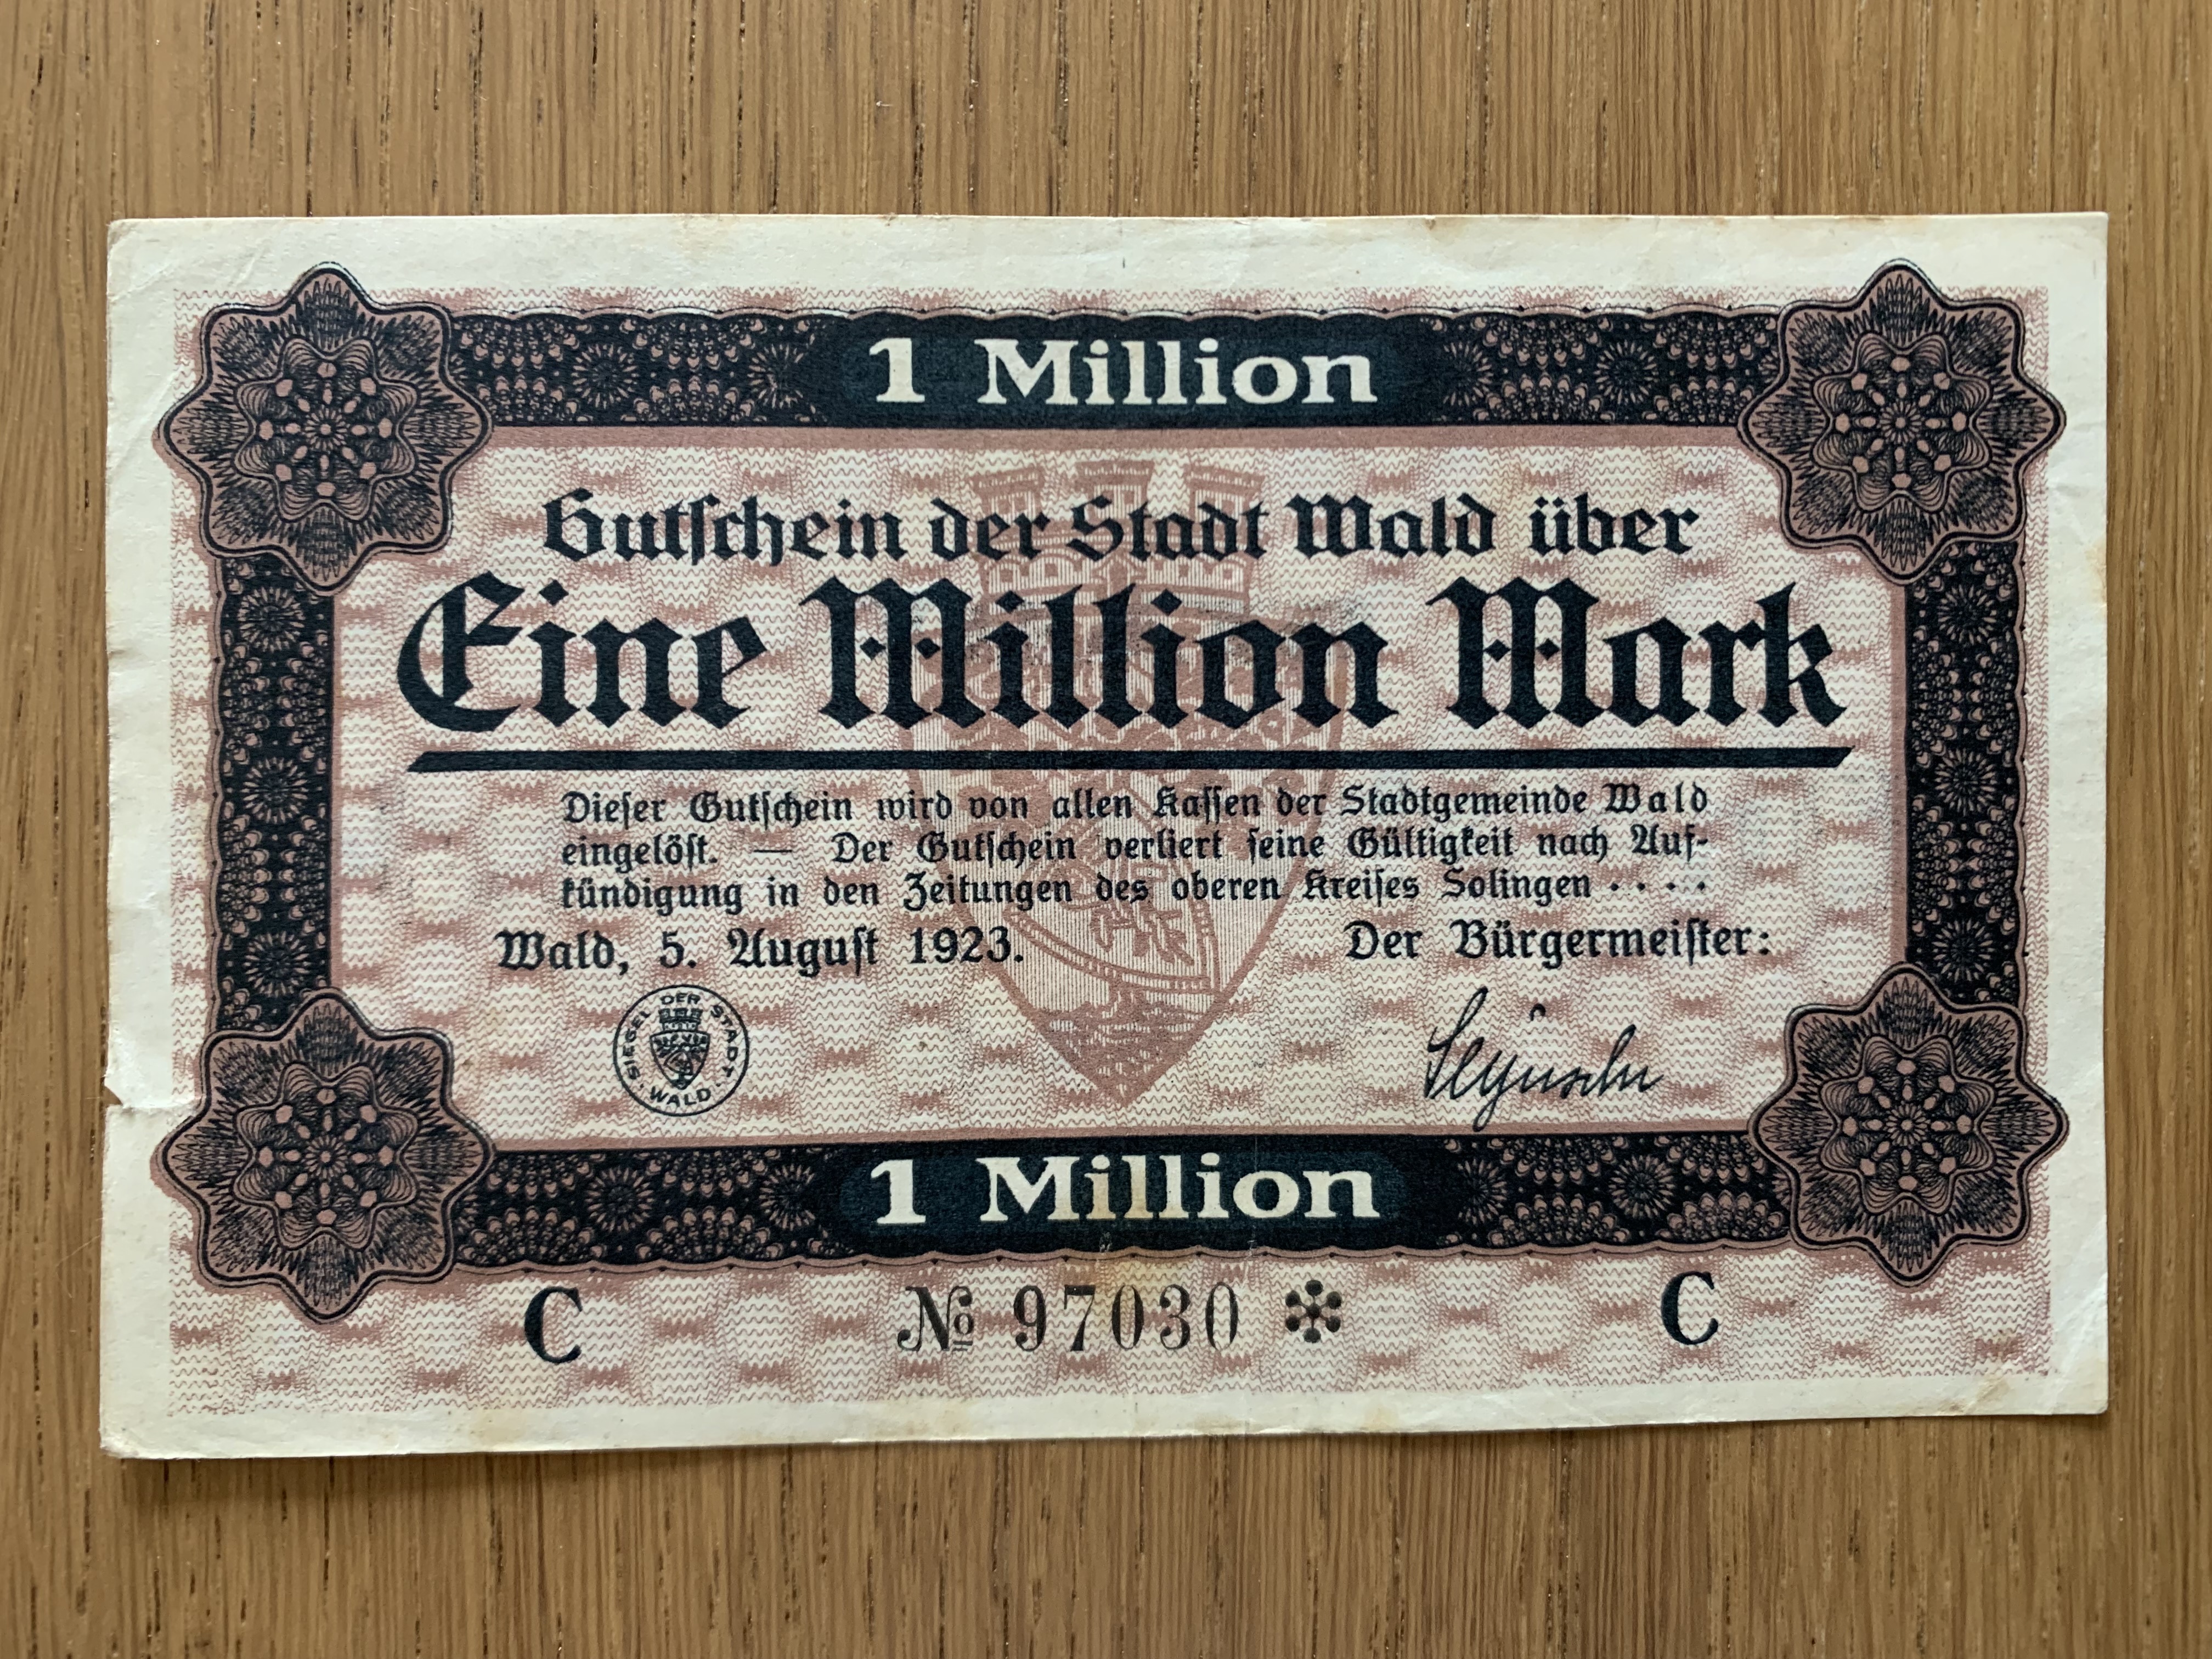 1 Million
Gutschein der Stadt Wald über
Eine Million Mark
Dieser Gutschein wird von allen Kassen der Stadtgemeinde Wald
eingelöst. — Der Gutschein verliert seine Gültigkeit nach Auf-
kündigung in den Zeitungen des oberen Kreises Solingen · · · ·
Wald, 5. August 1923. Der Bürgermeister:
SIEGEL DER STADT · WALD ·
1 Million
C № 97030 * C